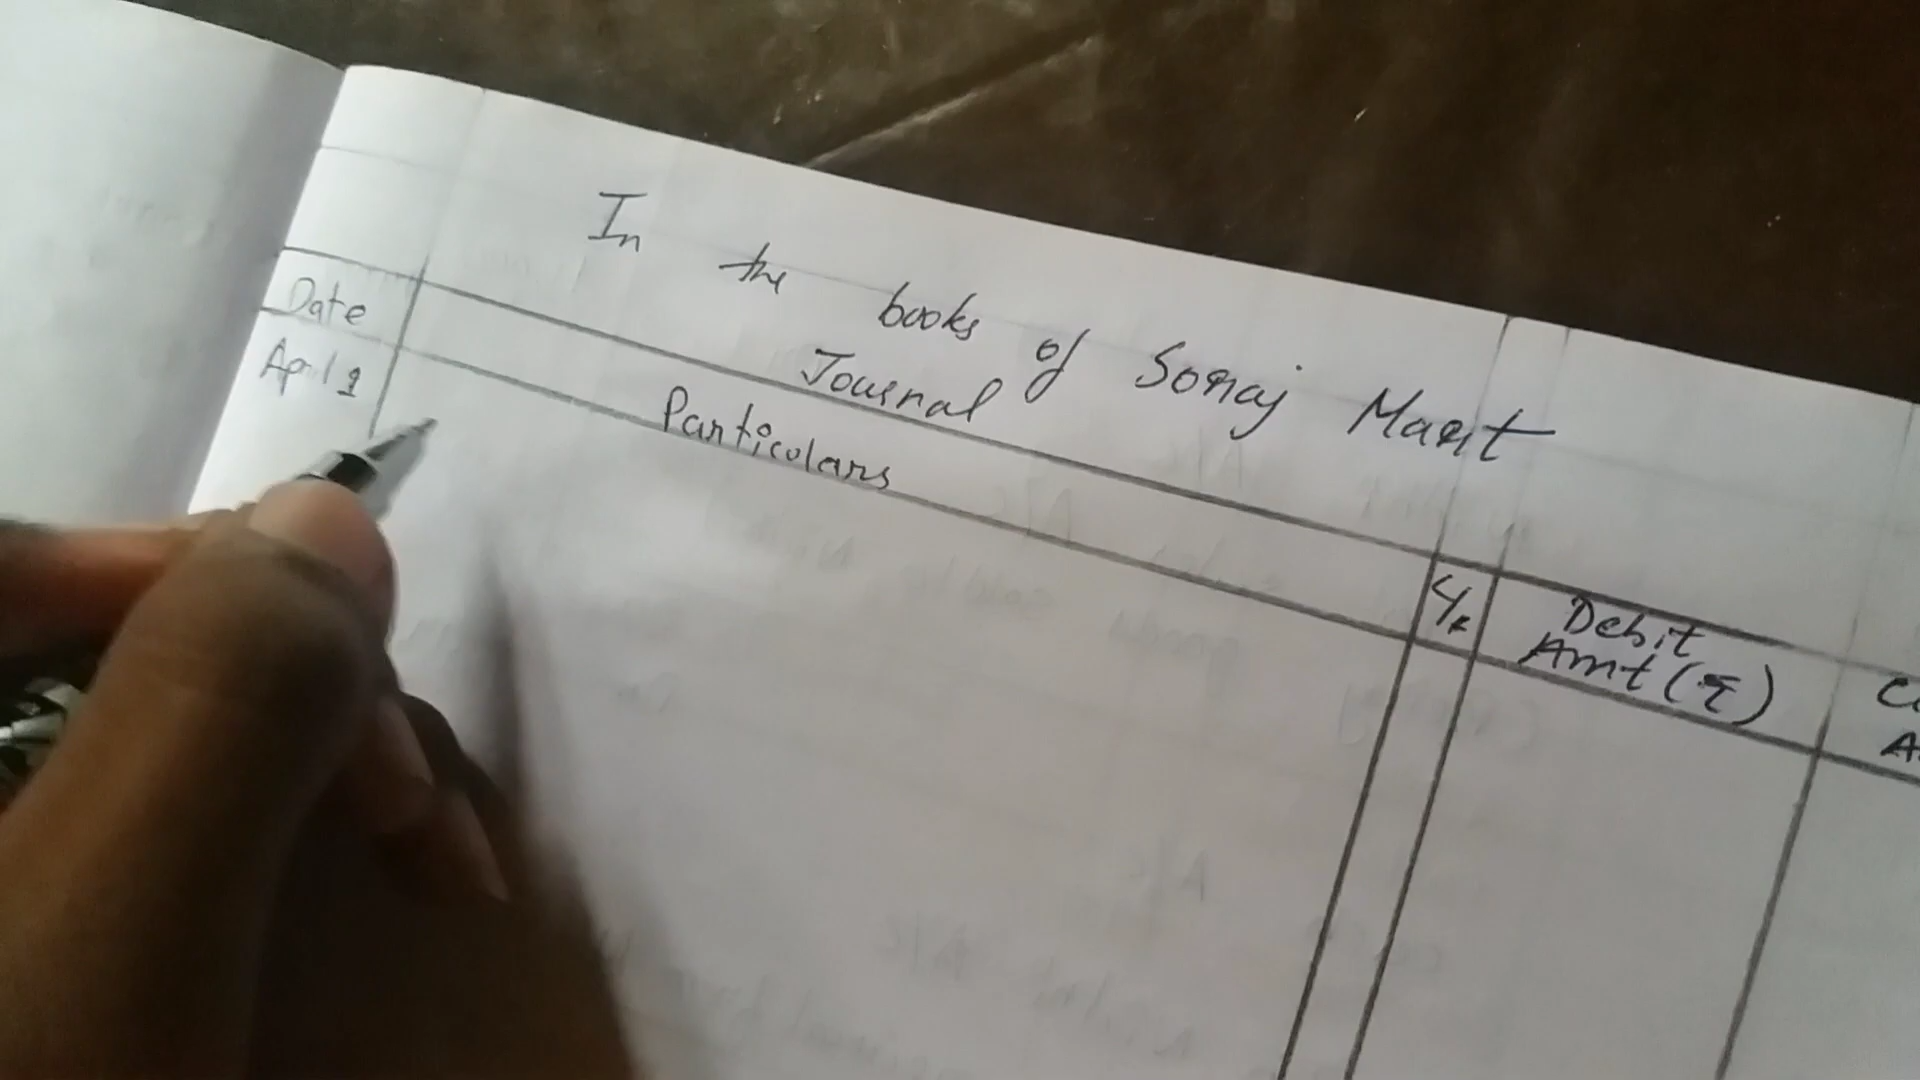 In the books of Soraj Mart
Journal
Date Particulars L/F Debit Amt (₹)
April 1